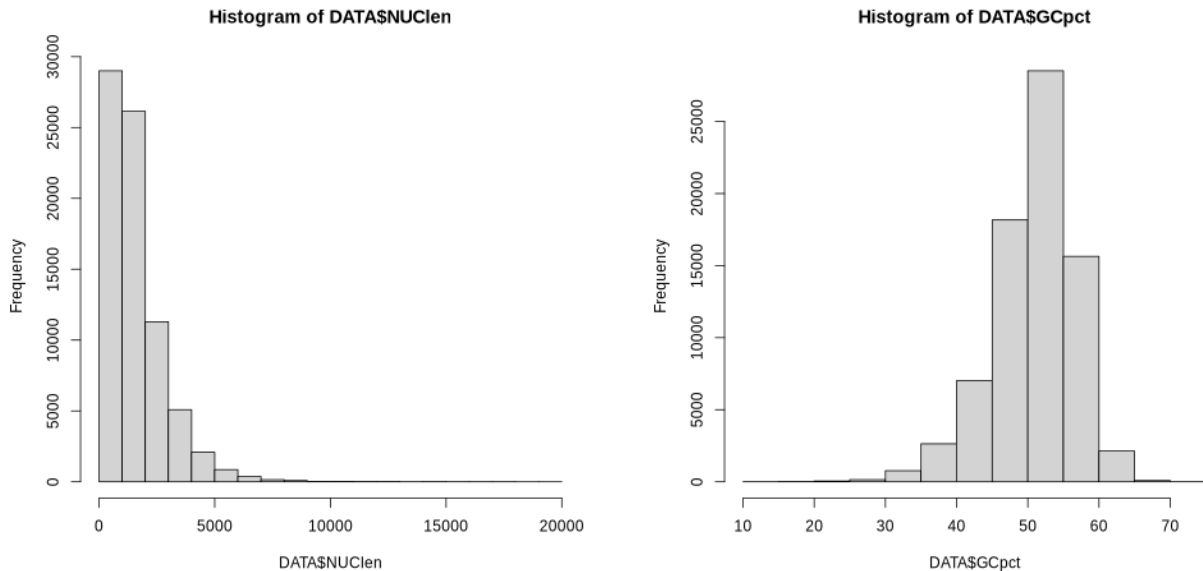 Histogram of DATA$NUClen
Frequency
30000
25000
20000
15000
10000
5000
0
0 5000 10000 15000 20000
DATA$NUClen
Histogram of DATA$GCpct
Frequency
25000
20000
15000
10000
5000
0
10 20 30 40 50 60 70
DATA$GCpct